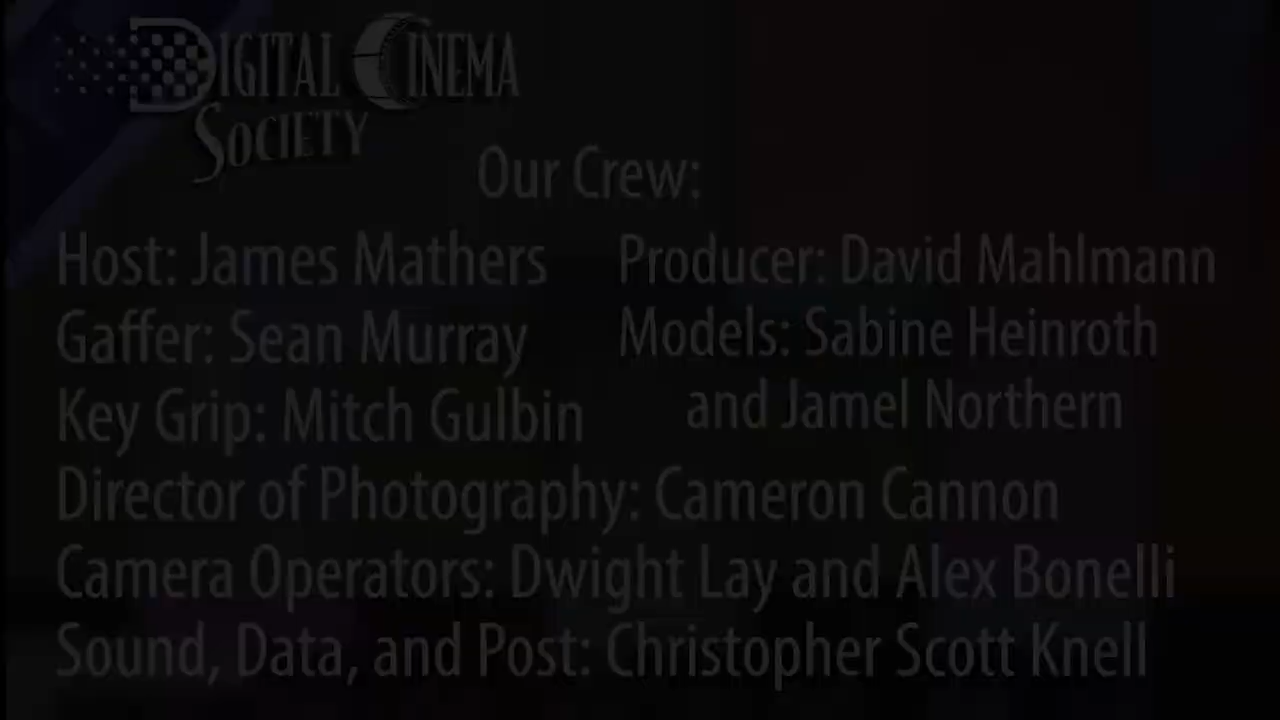 DIGITAL CINEMA
SOCIETY
Our Crew:
Host: James Mathers
Producer: David Mahlmann
Gaffer: Sean Murray
Models: Sabine Heinroth
and Jamel Northern
Key Grip: Mitch Gulbin
Director of Photography: Cameron Cannon
Camera Operators: Dwight Lay and Alex Bonelli
Sound, Data, and Post: Christopher Scott Knell